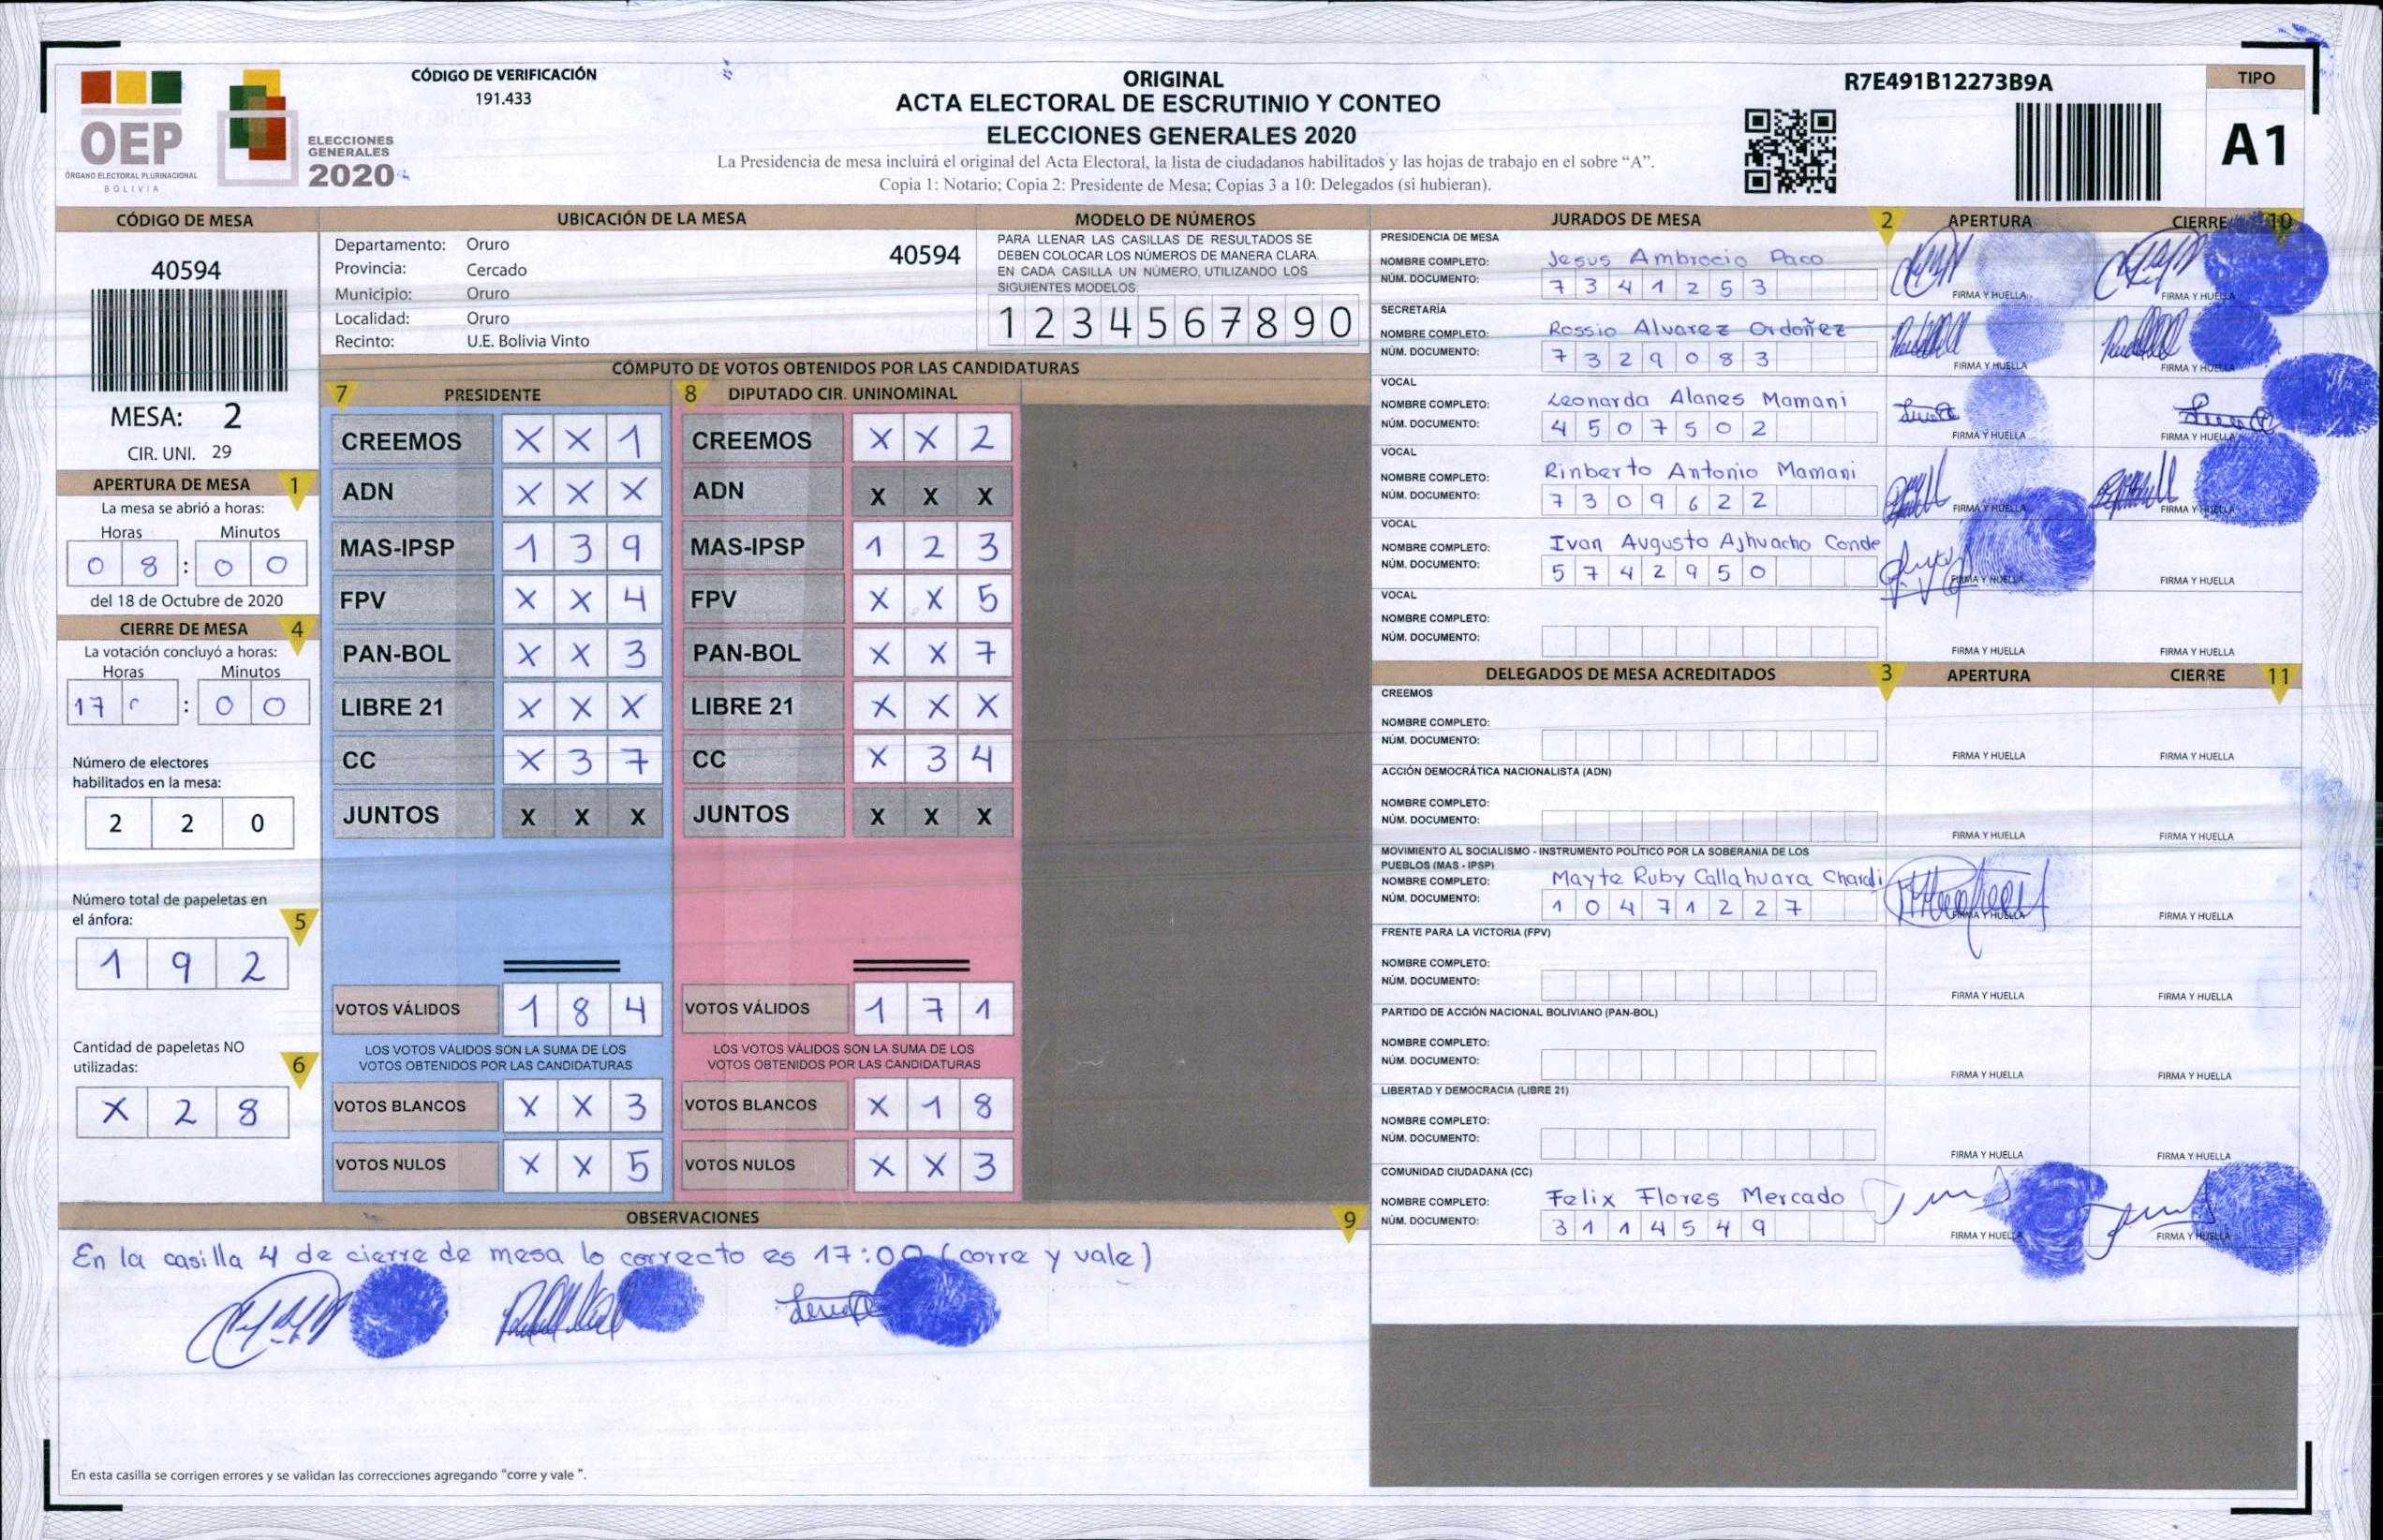 OEP
ÓRGANO ELECTORAL PLURINACIONAL
BOLIVIA
ELECCIONES
GENERALES
2020
CÓDIGO DE VERIFICACIÓN
191.433
ORIGINAL
ACTA ELECTORAL DE ESCRUTINIO Y CONTEO
ELECCIONES GENERALES 2020
La Presidencia de mesa incluirá el original del Acta Electoral, la lista de ciudadanos habilitados y las hojas de trabajo en el sobre “A”.
Copia 1: Notario; Copia 2: Presidente de Mesa; Copias 3 a 10: Delegados (si hubieran).
R7E491B12273B9A
TIPO
A1
CÓDIGO DE MESA
40594
MESA: 2
CIR. UNI. 29
APERTURA DE MESA 1
La mesa se abrió a horas:
Horas Minutos
0 8 : 0 0
del 18 de Octubre de 2020
CIERRE DE MESA 4
La votación concluyó a horas:
Horas Minutos
17 : 0 0
Número de electores
habilitados en la mesa:
2 2 0
Número total de papeletas en
el ánfora: 5
1 9 2
Cantidad de papeletas NO
utilizadas: 6
X 2 8
UBICACIÓN DE LA MESA
Departamento: Oruro
40594
Provincia: Cercado
Municipio: Oruro
Localidad: Oruro
Recinto: U.E. Bolivia Vinto
MODELO DE NÚMEROS
PARA LLENAR LAS CASILLAS DE RESULTADOS SE
DEBEN COLOCAR LOS NÚMEROS DE MANERA CLARA.
EN CADA CASILLA UN NÚMERO, UTILIZANDO LOS
SIGUIENTES MODELOS:
1 2 3 4 5 6 7 8 9 0
CÓMPUTO DE VOTOS OBTENIDOS POR LAS CANDIDATURAS
7 PRESIDENTE
CREEMOS X X 1
ADN X X X
MAS-IPSP 1 3 9
FPV X X 4
PAN-BOL X X 3
LIBRE 21 X X X
CC X 3 7
JUNTOS X X X
VOTOS VÁLIDOS 1 8 4
LOS VOTOS VÁLIDOS SON LA SUMA DE LOS
VOTOS OBTENIDOS POR LAS CANDIDATURAS
VOTOS BLANCOS X X 3
VOTOS NULOS X X 5
8 DIPUTADO CIR. UNINOMINAL
CREEMOS X X 2
ADN X X X
MAS-IPSP 1 2 3
FPV X X 5
PAN-BOL X X 7
LIBRE 21 X X X
CC X 3 4
JUNTOS X X X
VOTOS VÁLIDOS 1 7 1
LOS VOTOS VÁLIDOS SON LA SUMA DE LOS
VOTOS OBTENIDOS POR LAS CANDIDATURAS
VOTOS BLANCOS X 1 8
VOTOS NULOS X X 3
OBSERVACIONES 9
En la casilla 4 de cierre de mesa lo correcto es 17:00 (corre y vale)
En esta casilla se corrigen errores y se validan las correcciones agregando “corre y vale ”.
JURADOS DE MESA 2 APERTURA CIERRE 10
PRESIDENCIA DE MESA
NOMBRE COMPLETO: Jesus Ambrocio Paco
NÚM. DOCUMENTO: 7 3 4 1 2 5 3
FIRMA Y HUELLA FIRMA Y HUELLA
SECRETARÍA
NOMBRE COMPLETO: Rossio Alvarez Ordoñez
NÚM. DOCUMENTO: 7 3 2 9 0 8 3
FIRMA Y HUELLA FIRMA Y HUELLA
VOCAL
NOMBRE COMPLETO: Leonarda Alanes Mamani
NÚM. DOCUMENTO: 4 5 0 7 5 0 2
FIRMA Y HUELLA FIRMA Y HUELLA
VOCAL
NOMBRE COMPLETO: Rinberto Antonio Mamani
NÚM. DOCUMENTO: 7 3 0 9 6 2 2
FIRMA Y HUELLA FIRMA Y HUELLA
VOCAL
NOMBRE COMPLETO: Ivan Augusto Ajhuacho Conde
NÚM. DOCUMENTO: 5 7 4 2 9 5 0
FIRMA Y HUELLA FIRMA Y HUELLA
VOCAL
NOMBRE COMPLETO:
NÚM. DOCUMENTO:
FIRMA Y HUELLA FIRMA Y HUELLA
DELEGADOS DE MESA ACREDITADOS 3 APERTURA CIERRE 11
CREEMOS
NOMBRE COMPLETO:
NÚM. DOCUMENTO:
FIRMA Y HUELLA FIRMA Y HUELLA
ACCIÓN DEMOCRÁTICA NACIONALISTA (ADN)
NOMBRE COMPLETO:
NÚM. DOCUMENTO:
FIRMA Y HUELLA FIRMA Y HUELLA
MOVIMIENTO AL SOCIALISMO - INSTRUMENTO POLÍTICO POR LA SOBERANIA DE LOS
PUEBLOS (MAS - IPSP)
NOMBRE COMPLETO: Mayte Ruby Callahuara
NÚM. DOCUMENTO: 1 0 4 7 1 2 2 7
FIRMA Y HUELLA FIRMA Y HUELLA
FRENTE PARA LA VICTORIA (FPV)
NOMBRE COMPLETO:
NÚM. DOCUMENTO:
FIRMA Y HUELLA FIRMA Y HUELLA
PARTIDO DE ACCIÓN NACIONAL BOLIVIANO (PAN-BOL)
NOMBRE COMPLETO:
NÚM. DOCUMENTO:
FIRMA Y HUELLA FIRMA Y HUELLA
LIBERTAD Y DEMOCRACIA (LIBRE 21)
NOMBRE COMPLETO:
NÚM. DOCUMENTO:
FIRMA Y HUELLA FIRMA Y HUELLA
COMUNIDAD CIUDADANA (CC)
NOMBRE COMPLETO: Felix Flores Mercado
NÚM. DOCUMENTO: 3 1 1 4 5 4 9
FIRMA Y HUELLA FIRMA Y HUELLA